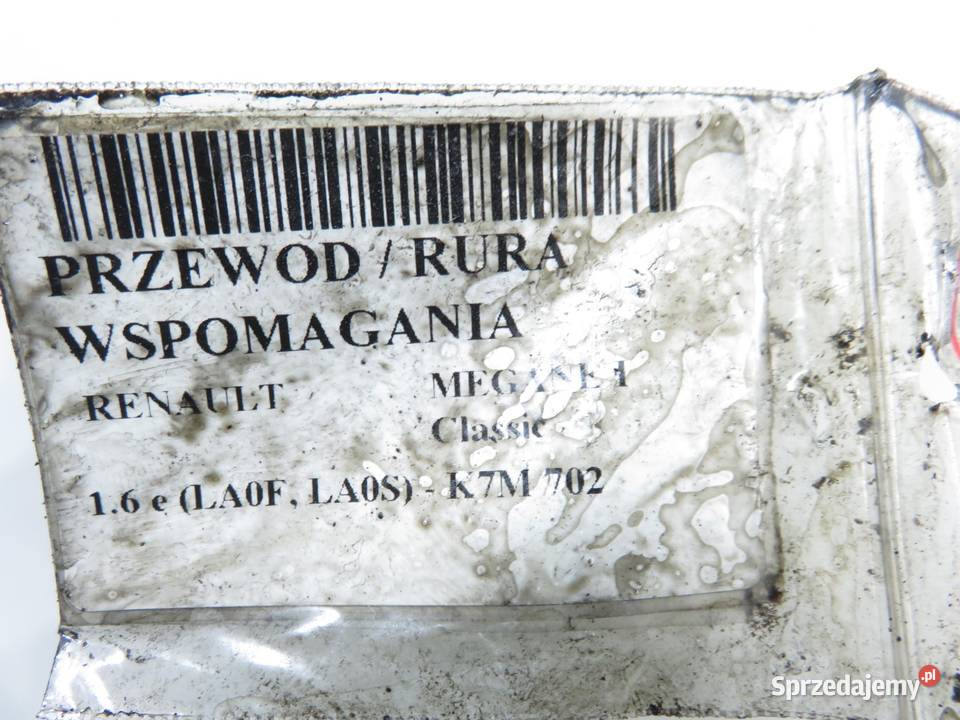 PRZEWOD / RURA
WSPOMAGANIA
RENAULT MEGANE I
Classic
1.6 e (LA0F, LA0S) - K7M 702
Sprzedajemy.pl